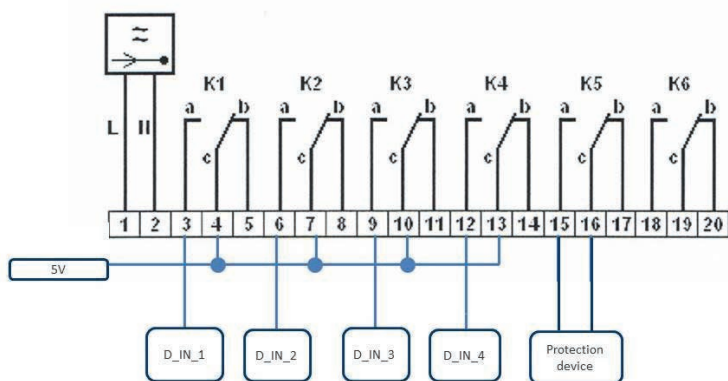 K1 K2 K3 K4 K5 K6
a b a b a b a b a b a b
L H
c c c c c c
1 2 3 4 5 6 7 8 9 10 11 12 13 14 15 16 17 18 19 20
5V
D_IN_1 D_IN_2 D_IN_3 D_IN_4 Protection
device